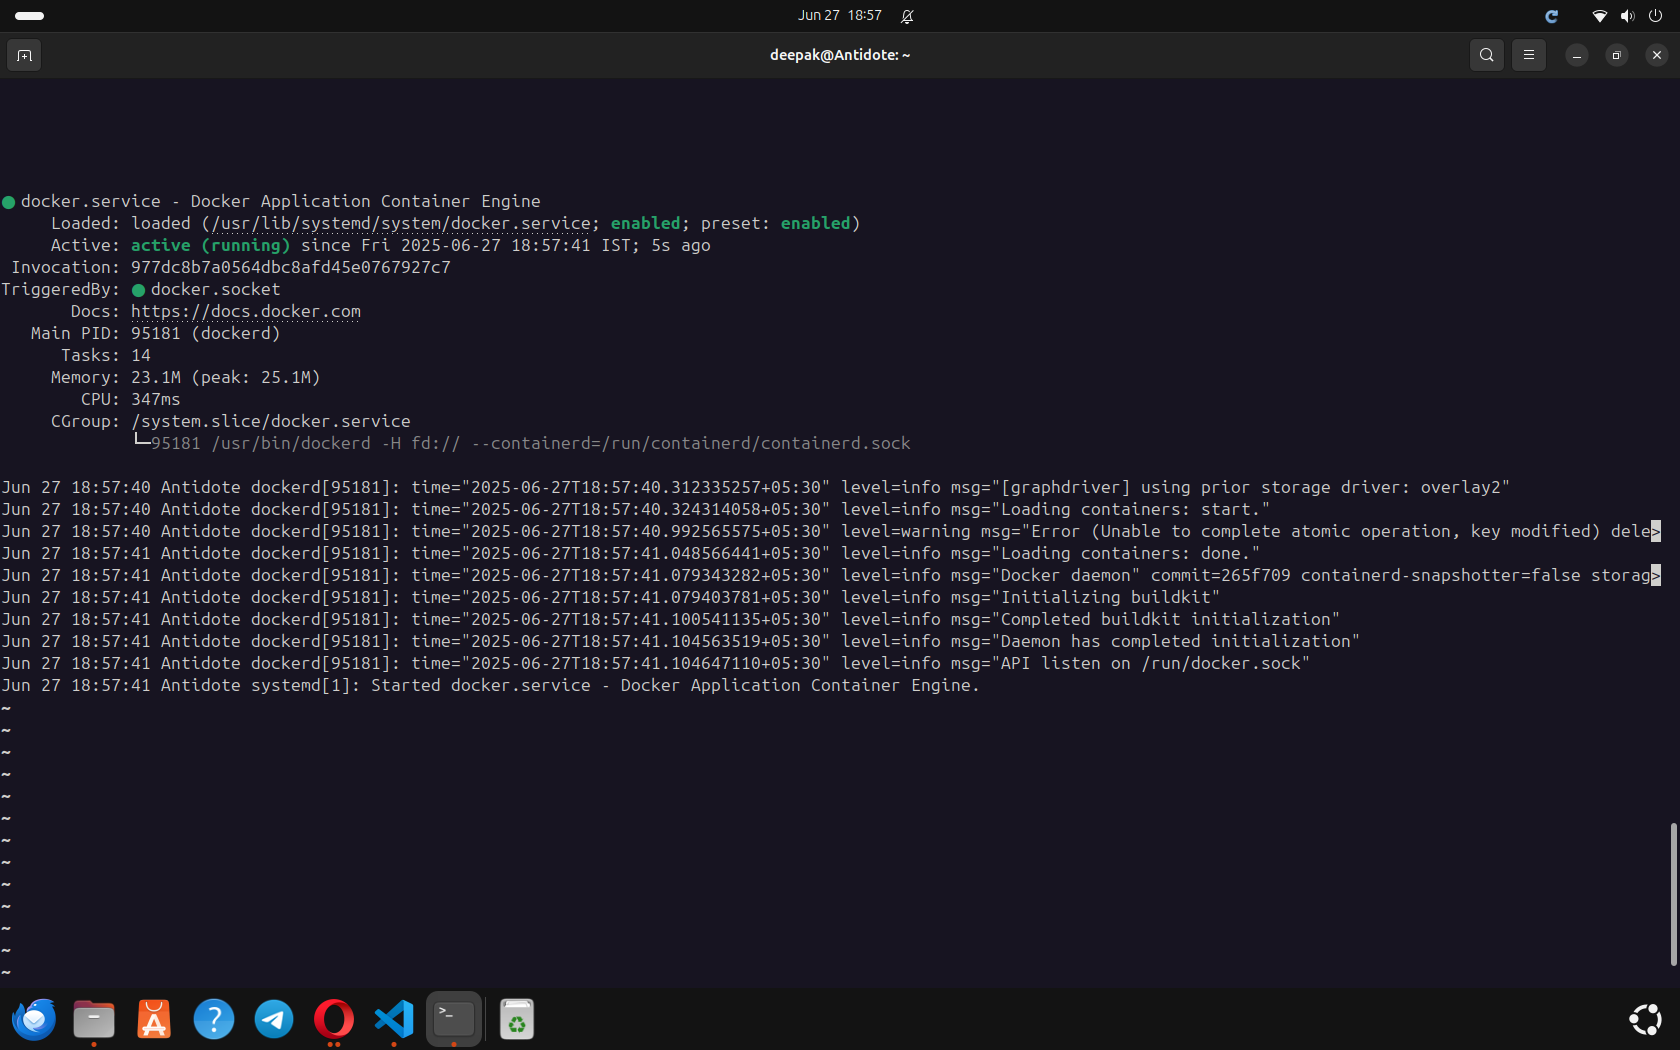 Jun 27 18:57
deepak@Antidote: ~
docker.service - Docker Application Container Engine
Loaded: loaded (/usr/lib/systemd/system/docker.service; enabled; preset: enabled)
Active: active (running) since Fri 2025-06-27 18:57:41 IST; 5s ago
Invocation: 977dc8b7a0564dbc8afd45e0767927c7
TriggeredBy: docker.socket
Docs: https://docs.docker.com
Main PID: 95181 (dockerd)
Tasks: 14
Memory: 23.1M (peak: 25.1M)
CPU: 347ms
CGroup: /system.slice/docker.service
└─95181 /usr/bin/dockerd -H fd:// --containerd=/run/containerd/containerd.sock
Jun 27 18:57:40 Antidote dockerd[95181]: time="2025-06-27T18:57:40.312335257+05:30" level=info msg="[graphdriver] using prior storage driver: overlay2"
Jun 27 18:57:40 Antidote dockerd[95181]: time="2025-06-27T18:57:40.324314058+05:30" level=info msg="Loading containers: start."
Jun 27 18:57:40 Antidote dockerd[95181]: time="2025-06-27T18:57:40.992565575+05:30" level=warning msg="Error (Unable to complete atomic operation, key modified) dele>
Jun 27 18:57:41 Antidote dockerd[95181]: time="2025-06-27T18:57:41.048566441+05:30" level=info msg="Loading containers: done."
Jun 27 18:57:41 Antidote dockerd[95181]: time="2025-06-27T18:57:41.079343282+05:30" level=info msg="Docker daemon" commit=265f709 containerd-snapshotter=false storag>
Jun 27 18:57:41 Antidote dockerd[95181]: time="2025-06-27T18:57:41.079403781+05:30" level=info msg="Initializing buildkit"
Jun 27 18:57:41 Antidote dockerd[95181]: time="2025-06-27T18:57:41.100541135+05:30" level=info msg="Completed buildkit initialization"
Jun 27 18:57:41 Antidote dockerd[95181]: time="2025-06-27T18:57:41.104563519+05:30" level=info msg="Daemon has completed initialization"
Jun 27 18:57:41 Antidote dockerd[95181]: time="2025-06-27T18:57:41.104647110+05:30" level=info msg="API listen on /run/docker.sock"
Jun 27 18:57:41 Antidote systemd[1]: Started docker.service - Docker Application Container Engine.
~
~
~
~
~
~
~
~
~
~
~
~
~